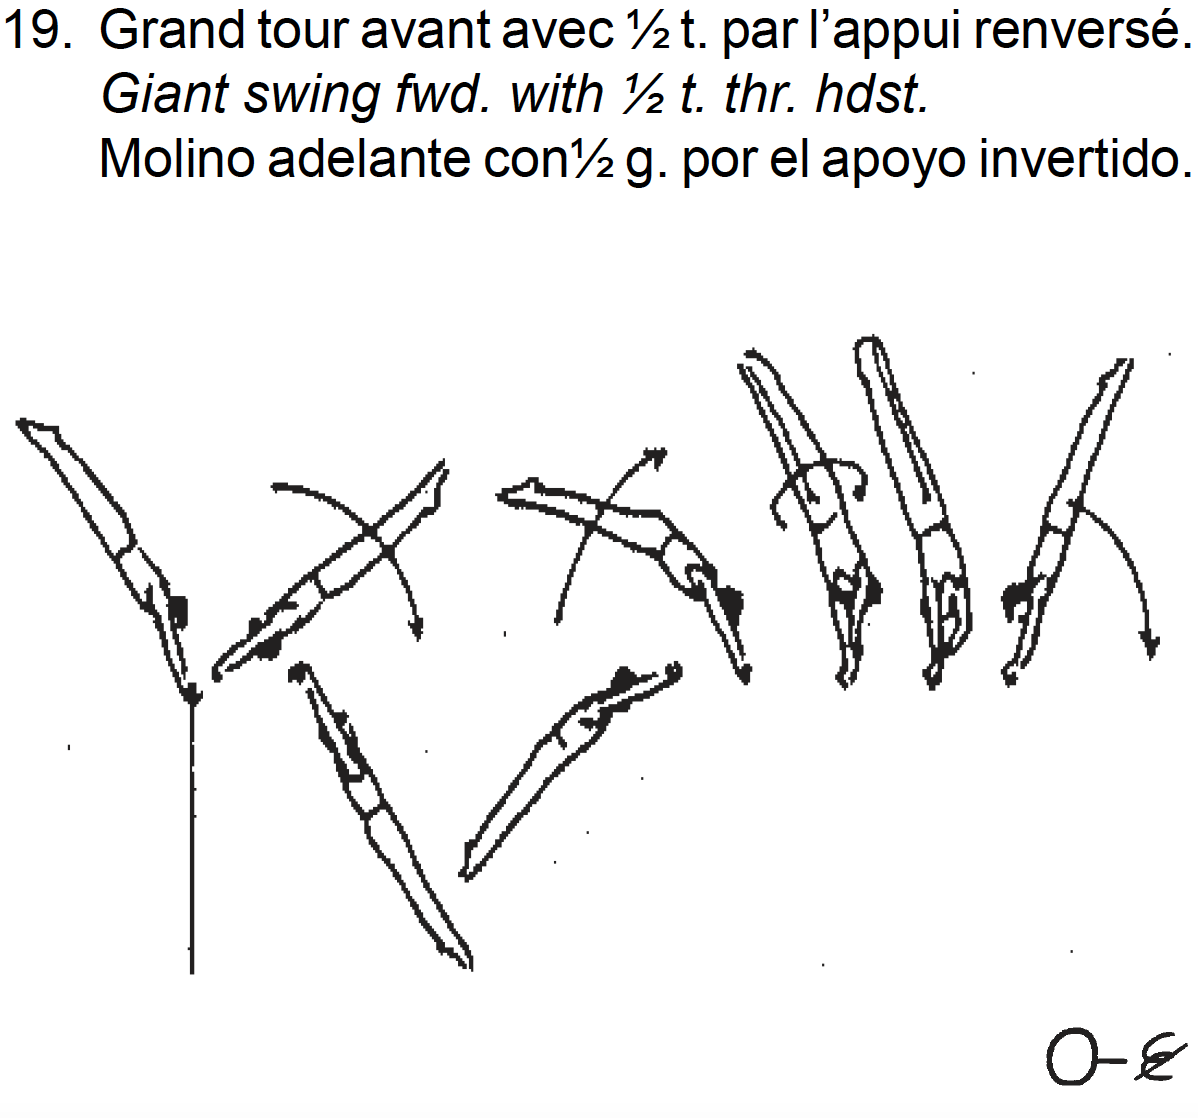 19. Grand tour avant avec ½ t. par l’appui renversé.
Giant swing fwd. with ½ t. thr. hdst.
Molino adelante con½ g. por el apoyo invertido.